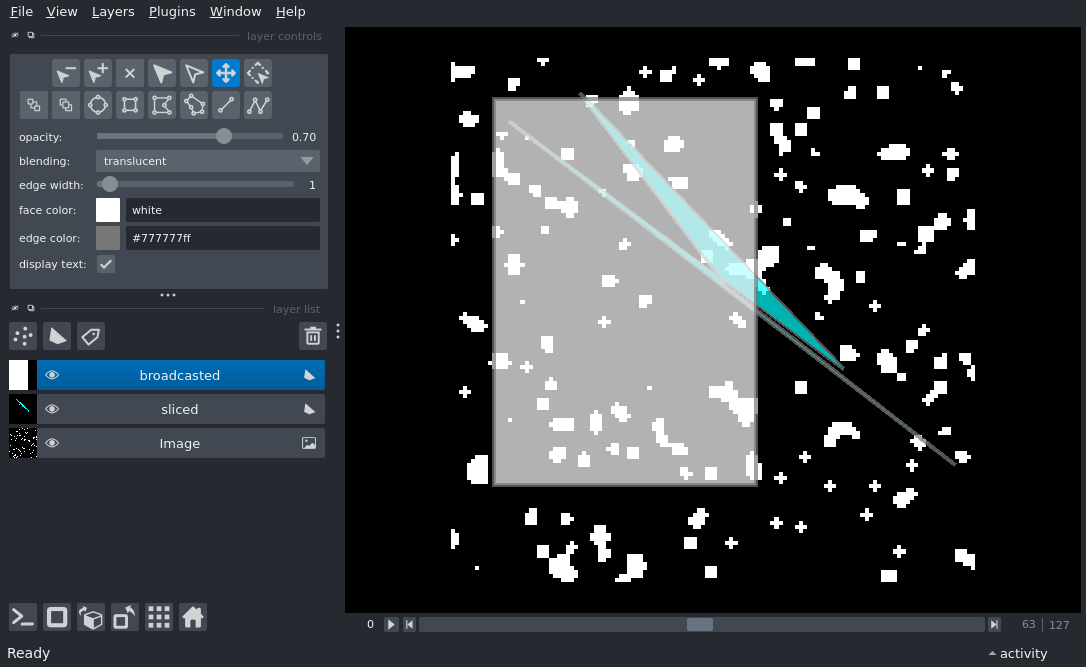 File View Layers Plugins Window Help
layer controls
opacity: 0.70
blending: translucent
edge width: 1
face color: white
edge color: #777777ff
display text:
layer list
broadcasted
sliced
Image
0 63 127
Ready activity